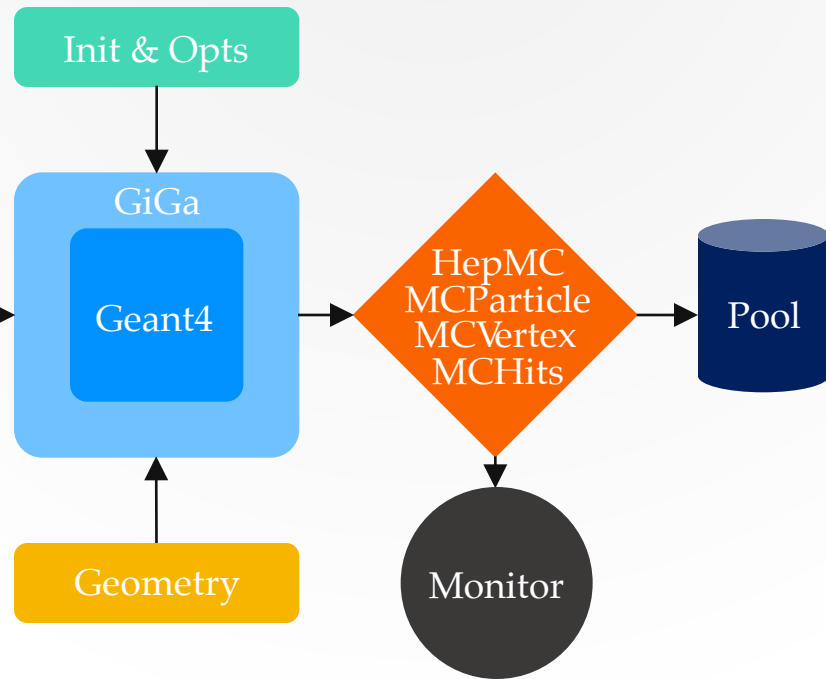 Init & Opts
GiGa
Geant4
HepMC
MCParticle
MCVertex
MCHits
Pool
Geometry
Monitor